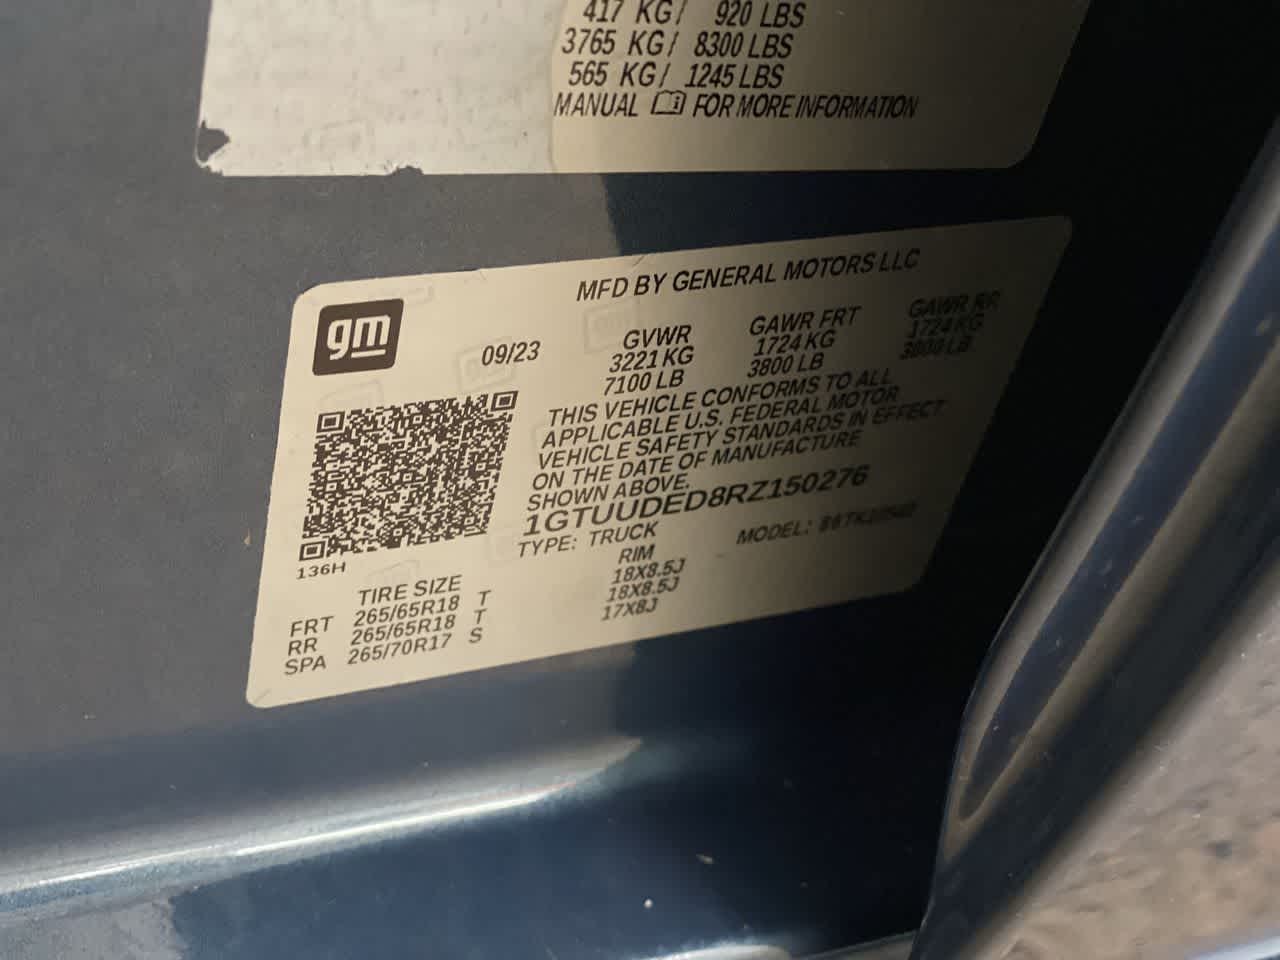 417 KG/ 920 LBS
3765 KG/ 8300 LBS
565 KG/ 1245 LBS
MANUAL FOR MORE INFORMATION
MFD BY GENERAL MOTORS LLC
gm
09/23
GVWR GAWR FRT GAWR RR
3221 KG 1724 KG 1724 KG
7100 LB 3800 LB 3800 LB
THIS VEHICLE CONFORMS TO ALL
APPLICABLE U.S. FEDERAL MOTOR
VEHICLE SAFETY STANDARDS IN EFFECT
ON THE DATE OF MANUFACTURE
SHOWN ABOVE.
1GTUUDED8RZ150276
TYPE: TRUCK MODEL:
136H
TIRE SIZE RIM
FRT 265/65R18 T 18X8.5J
RR 265/65R18 T 18X8.5J
SPA 265/70R17 S 17X8J